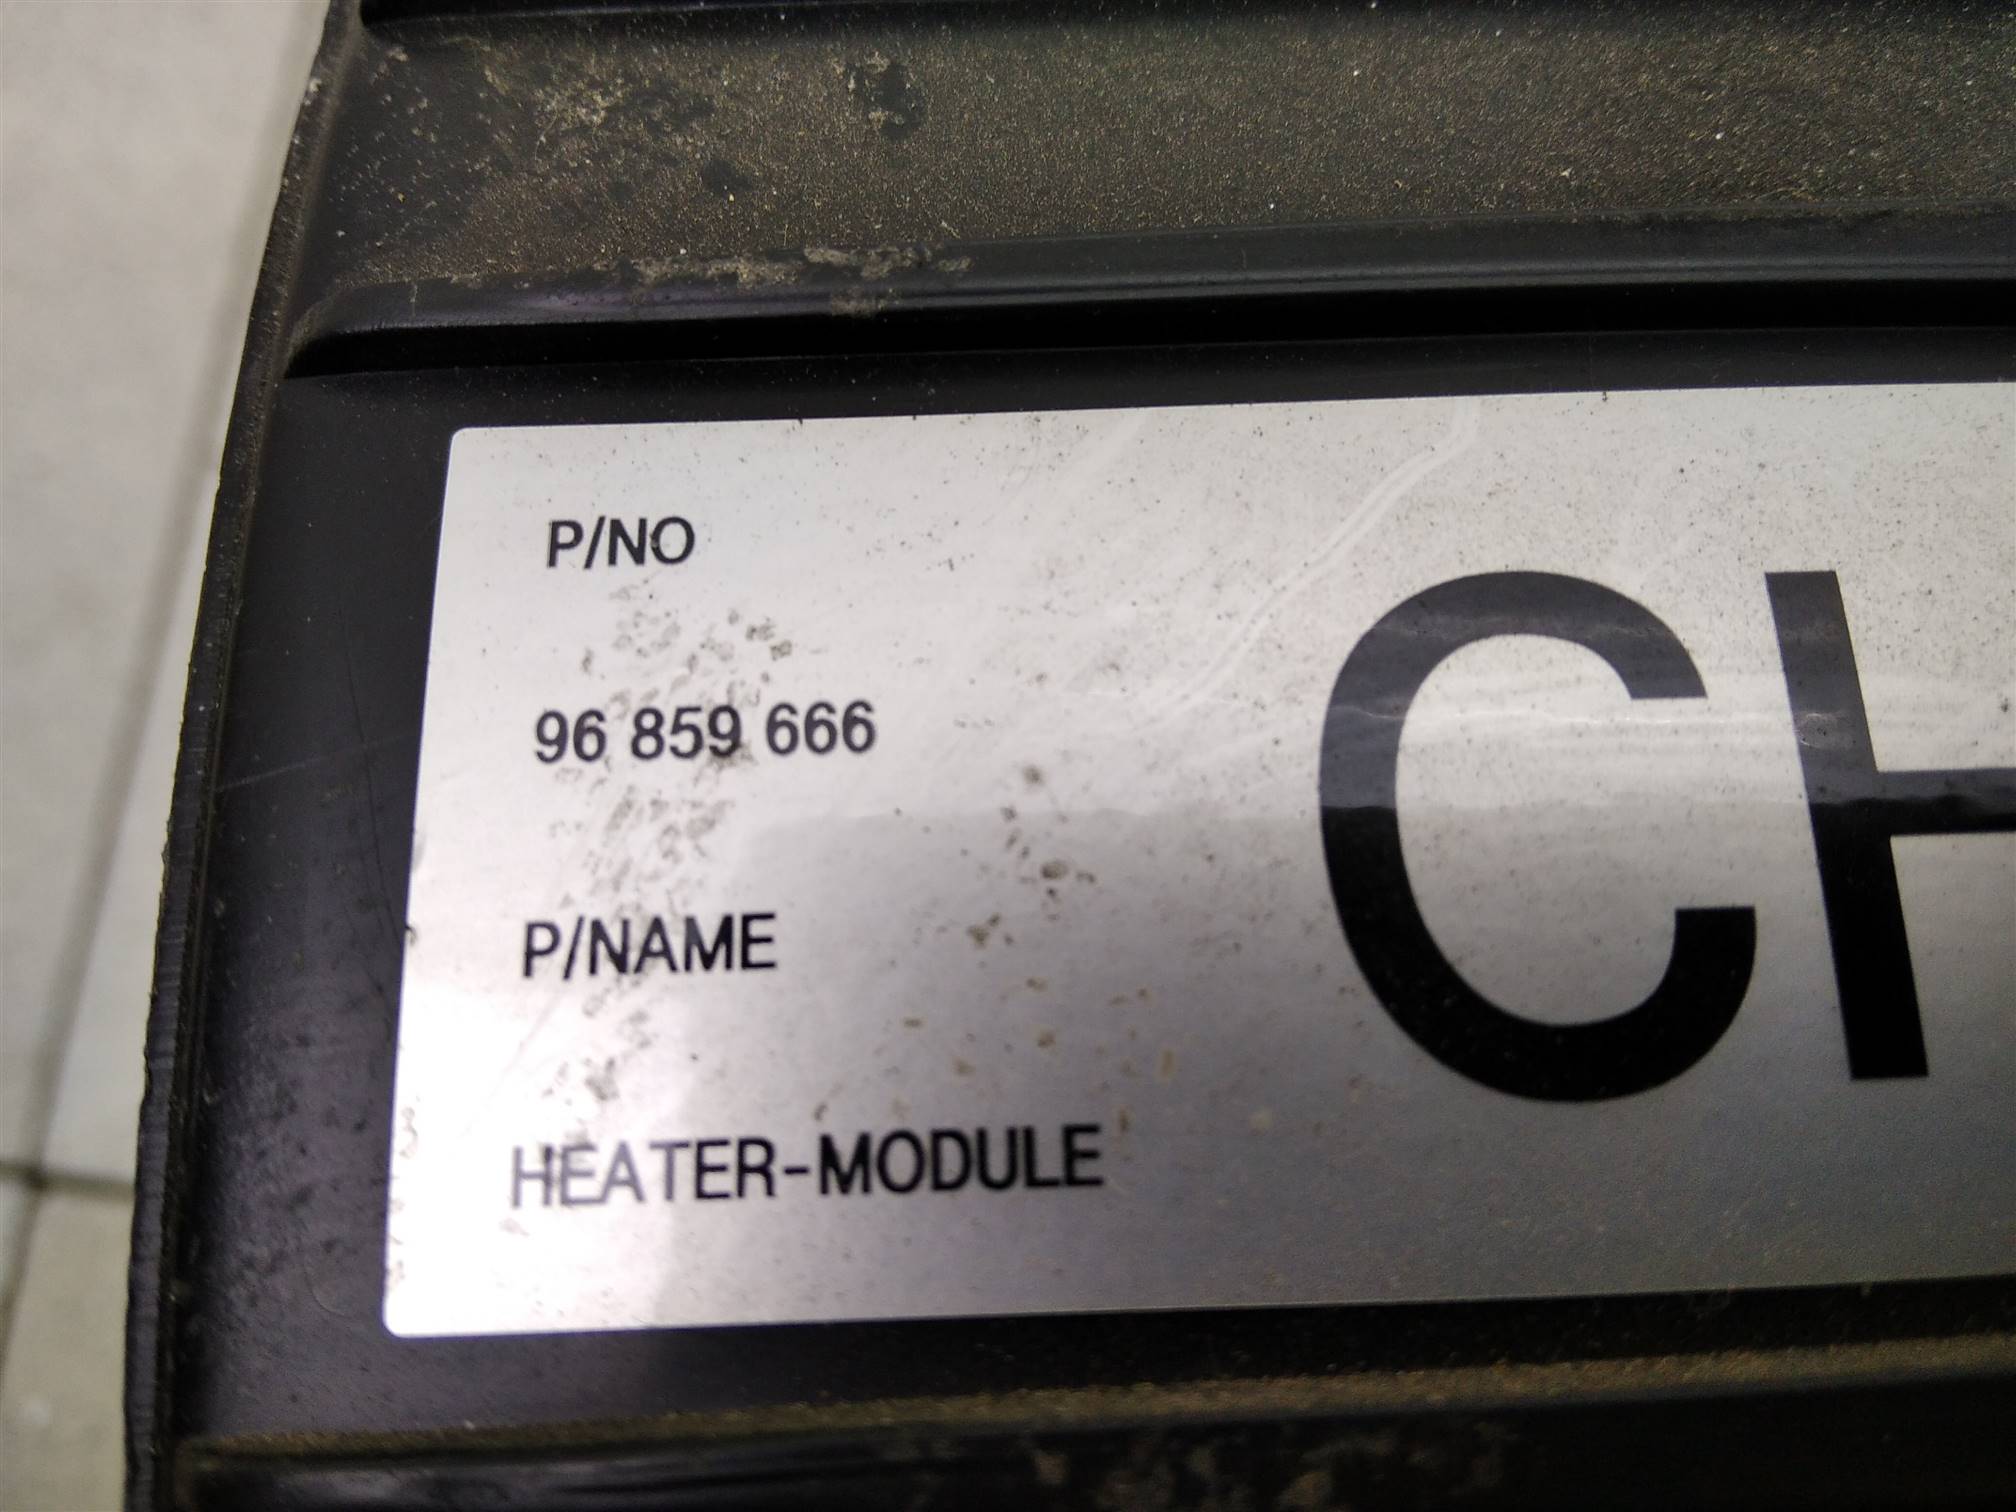 P/NO
96 859 666
P/NAME
HEATER-MODULE
CH